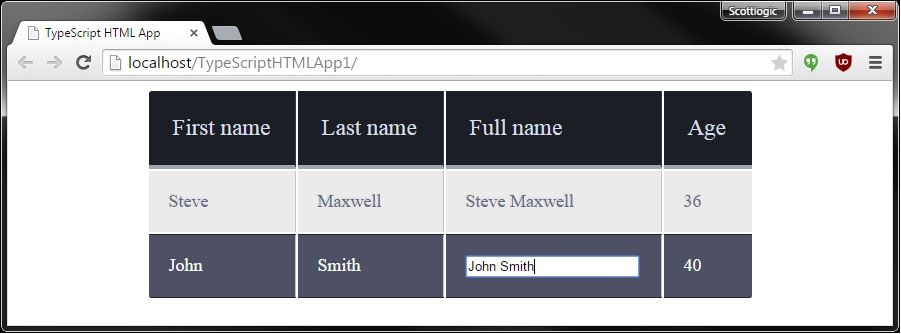 Scottlogic
TypeScript HTML App
localhost/TypeScriptHTMLApp1/
First name Last name Full name Age
Steve Maxwell Steve Maxwell 36
John Smith John Smith 40